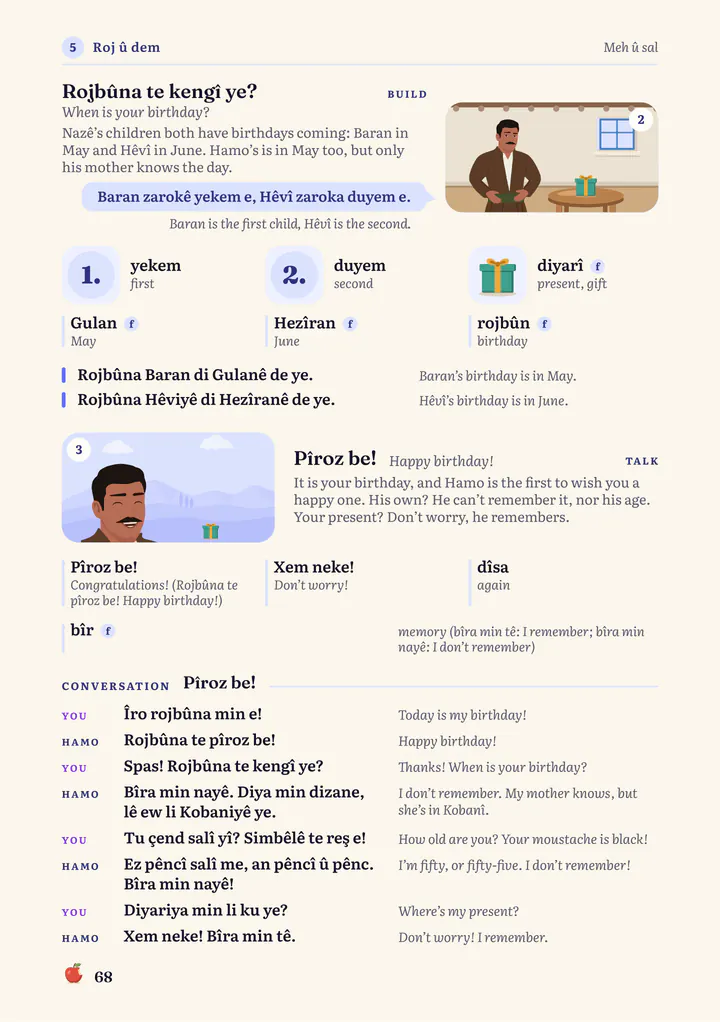 5 Roj û dem
Meh û sal
Rojbûna te kengî ye?
BUILD
When is your birthday?
Nazê's children both have birthdays coming: Baran in
May and Hêvî in June. Hamo's is in May too, but only
his mother knows the day.
Baran zarokê yekem e, Hêvî zaroka duyem e.
Baran is the first child, Hêvî is the second.
2
1. yekem
first
2. duyem
second
diyarî f
present, gift
Gulan f
May
Hezîran f
June
rojbûn f
birthday
Rojbûna Baran di Gulanê de ye.
Baran's birthday is in May.
Rojbûna Hêviyê di Hezîranê de ye.
Hêvî's birthday is in June.
3
Pîroz be! Happy birthday!
TALK
It is your birthday, and Hamo is the first to wish you a
happy one. His own? He can't remember it, nor his age.
Your present? Don't worry, he remembers.
Pîroz be!
Congratulations! (Rojbûna te
pîroz be! Happy birthday!)
Xem neke!
Don't worry!
dîsa
again
bîr f
memory (bîra min tê: I remember; bîra min
nayê: I don't remember)
CONVERSATION Pîroz be!
YOU Îro rojbûna min e! Today is my birthday!
HAMO Rojbûna te pîroz be! Happy birthday!
YOU Spas! Rojbûna te kengî ye? Thanks! When is your birthday?
HAMO Bîra min nayê. Diya min dizane, I don't remember. My mother knows, but
lê ew li Kobaniyê ye. she's in Kobanî.
YOU Tu çend salî yî? Simbêlê te reş e! How old are you? Your moustache is black!
HAMO Ez pêncî salî me, an pêncî û pênc. I'm fifty, or fifty-five. I don't remember!
Bîra min nayê!
YOU Diyariya min li ku ye? Where's my present?
HAMO Xem neke! Bîra min tê. Don't worry! I remember.
68